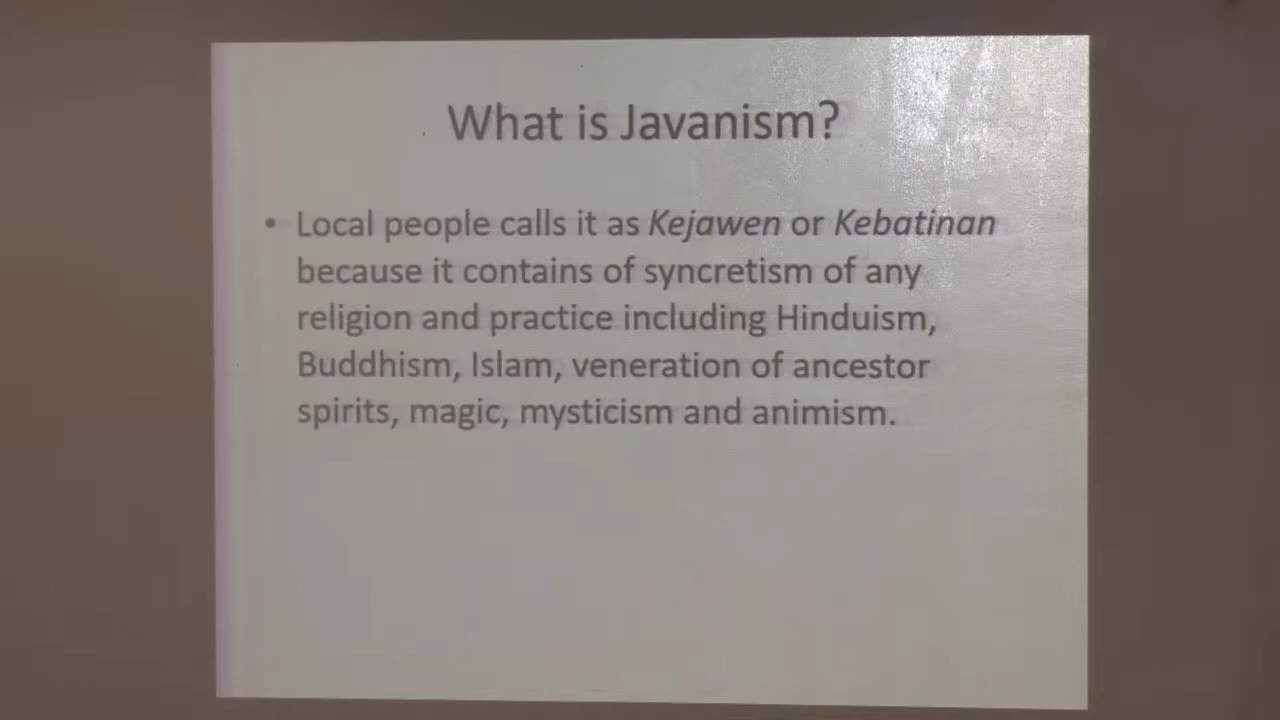 What is Javanism?
• Local people calls it as Kejawen or Kebatinan
because it contains of syncretism of any
religion and practice including Hinduism,
Buddhism, Islam, veneration of ancestor
spirits, magic, mysticism and animism.